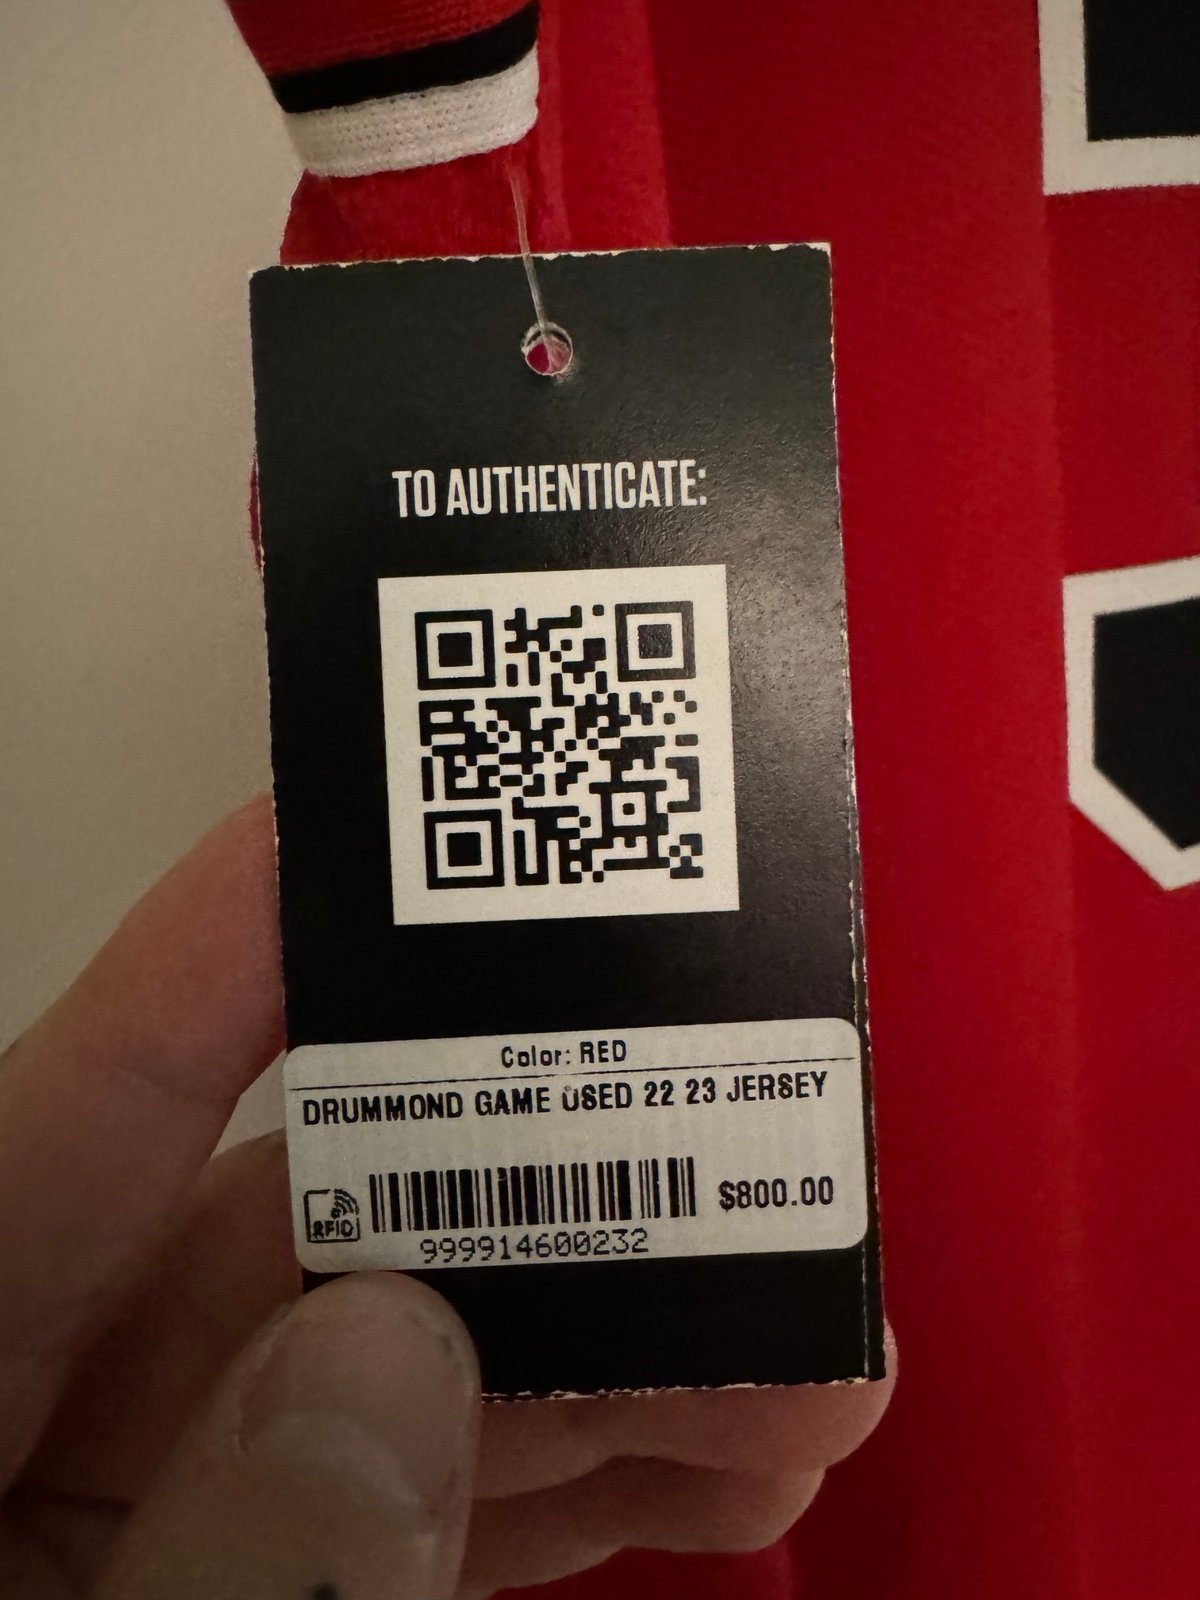 TO AUTHENTICATE:
Color: RED
DRUMMOND GAME USED 22 23 JERSEY
RFID
$800.00
999914600232